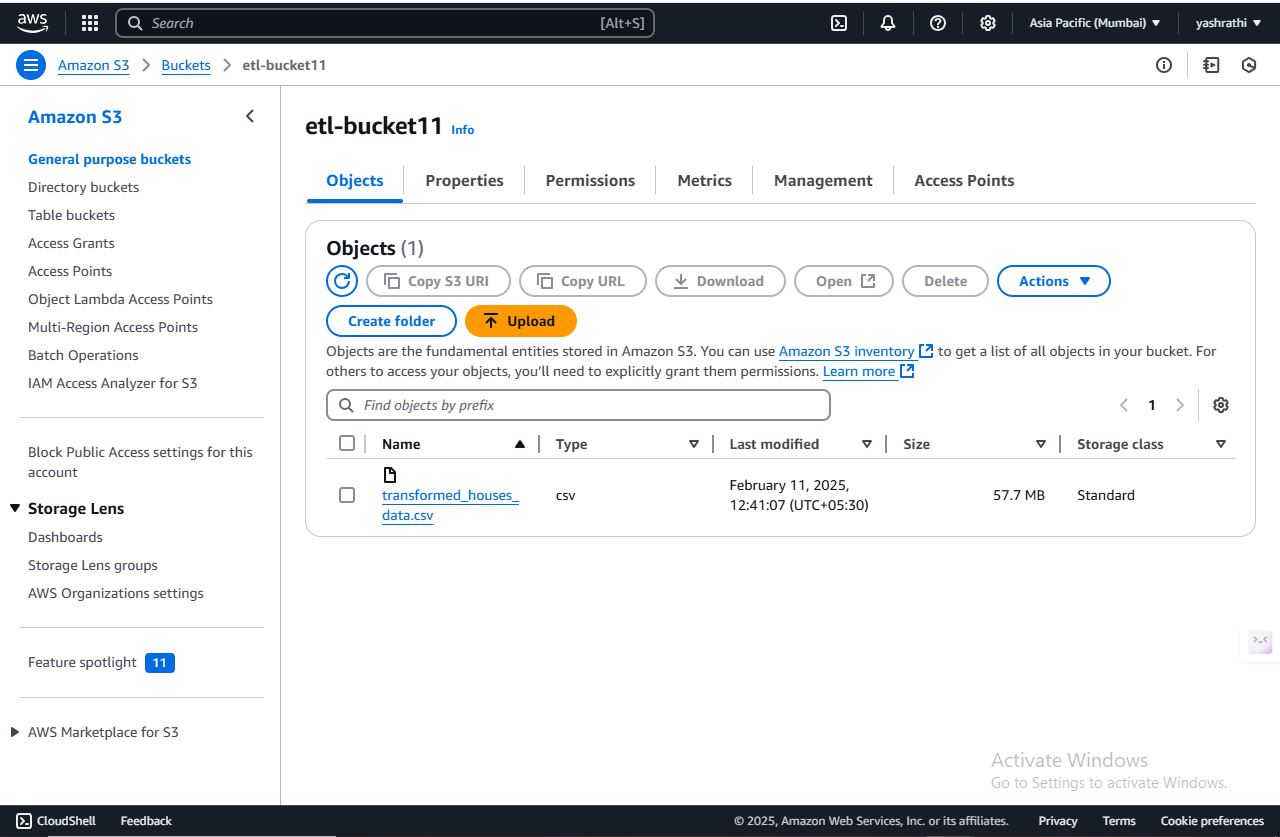 aws
Search [Alt+S] Asia Pacific (Mumbai) yashrathi
Amazon S3 Buckets etl-bucket11
Amazon S3
General purpose buckets
Directory buckets
Table buckets
Access Grants
Access Points
Object Lambda Access Points
Multi-Region Access Points
Batch Operations
IAM Access Analyzer for S3
Block Public Access settings for this
account
Storage Lens
Dashboards
Storage Lens groups
AWS Organizations settings
Feature spotlight 11
AWS Marketplace for S3
etl-bucket11 Info
Objects Properties Permissions Metrics Management Access Points
Objects (1)
Copy S3 URI Copy URL Download Open Delete Actions
Create folder Upload
Objects are the fundamental entities stored in Amazon S3. You can use Amazon S3 inventory to get a list of all objects in your bucket. For
others to access your objects, you’ll need to explicitly grant them permissions. Learn more
Find objects by prefix 1
Name Type Last modified Size Storage class
transformed_houses_
data.csv
csv
February 11, 2025,
12:41:07 (UTC+05:30)
57.7 MB
Standard
Activate Windows
Go to Settings to activate Windows.
CloudShell Feedback © 2025, Amazon Web Services, Inc. or its affiliates. Privacy Terms Cookie preferences